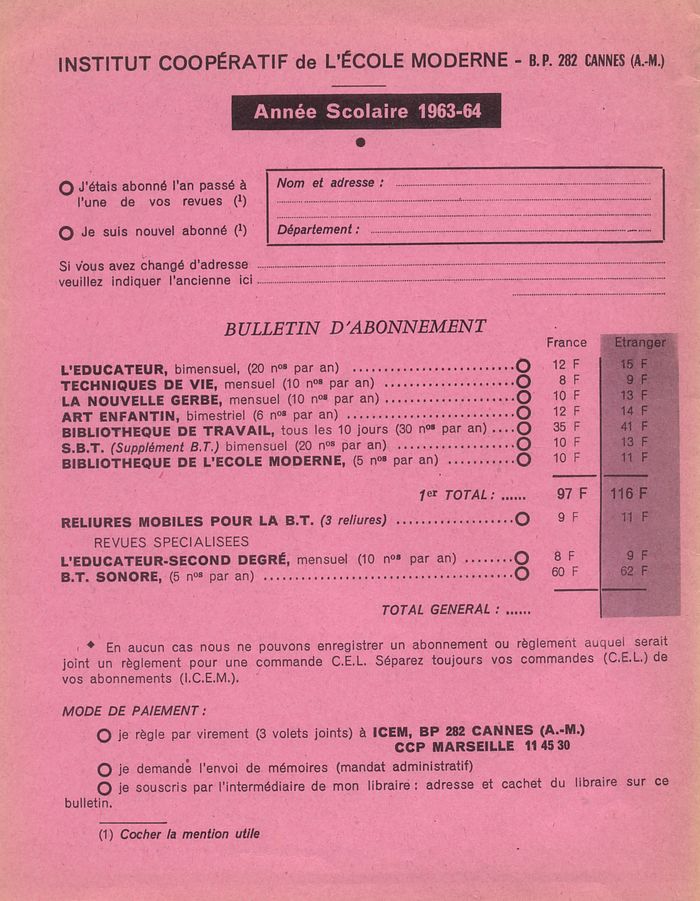 INSTITUT COOPÉRATIF de L'ÉCOLE MODERNE - B.P. 282 CANNES (A.-M.)
Année Scolaire 1963-64
J'étais abonné l'an passé à
l'une de vos revues (1)
Je suis nouvel abonné (1)
Nom et adresse :
Département :
Si vous avez changé d'adresse
veuillez indiquer l'ancienne ici
BULLETIN D'ABONNEMENT
France Etranger
L'EDUCATEUR, bimensuel, (20 nos par an) 12 F 15 F
TECHNIQUES DE VIE, mensuel (10 nos par an) 8 F 9 F
LA NOUVELLE GERBE, mensuel (10 nos par an) 10 F 13 F
ART ENFANTIN, bimestriel (6 nos par an) 12 F 14 F
BIBLIOTHEQUE DE TRAVAIL, tous les 10 jours (30 nos par an) 35 F 41 F
S.B.T. (Supplément B.T.) bimensuel (20 nos par an) 10 F 13 F
BIBLIOTHEQUE DE L'ECOLE MODERNE, (5 nos par an) 10 F 11 F
1er TOTAL : ...... 97 F 116 F
RELIURES MOBILES POUR LA B.T. (3 reliures) 9 F 11 F
REVUES SPECIALISEES
L'EDUCATEUR-SECOND DEGRÉ, mensuel (10 nos par an) 8 F 9 F
B.T. SONORE, (5 nos par an) 60 F 62 F
TOTAL GENERAL : ......
◆ En aucun cas nous ne pouvons enregistrer un abonnement ou règlement auquel serait
joint un règlement pour une commande C.E.L. Séparez toujours vos commandes (C.E.L.) de
vos abonnements (I.C.E.M.).
MODE DE PAIEMENT :
je règle par virement (3 volets joints) à ICEM, BP 282 CANNES (A.-M.)
CCP MARSEILLE 11 45 30
je demande l'envoi de mémoires (mandat administratif)
je souscris par l'intermédiaire de mon libraire : adresse et cachet du libraire sur ce
bulletin.
(1) Cocher la mention utile